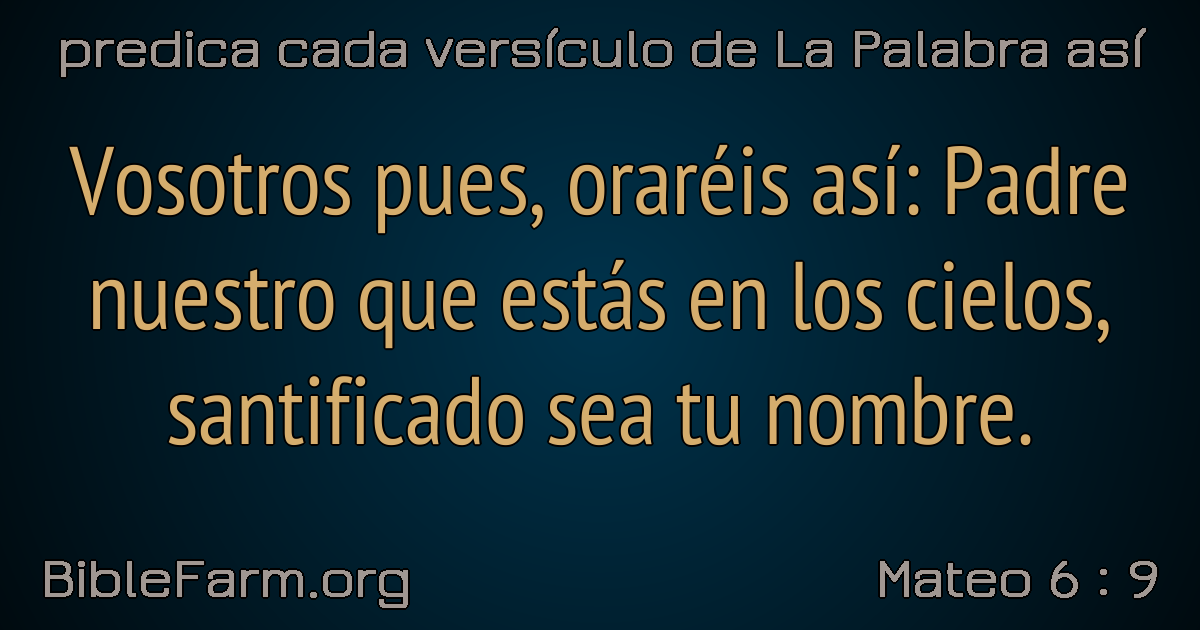 predica cada versículo de La Palabra así
Vosotros pues, oraréis así: Padre
nuestro que estás en los cielos,
santificado sea tu nombre.
BibleFarm.org
Mateo 6 : 9